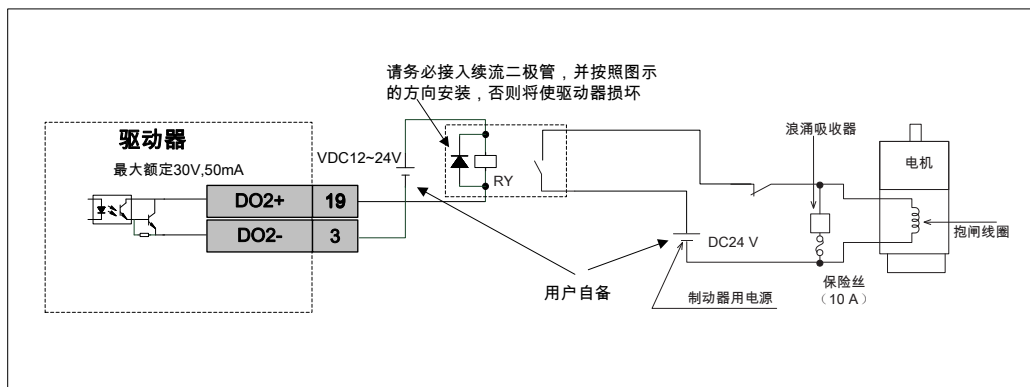 请务必接入续流二极管，并按照图示
的方向安装，否则将使驱动器损坏
浪涌吸收器
驱动器
最大额定30V,50mA
VDC12~24V
RY
电机
DO2+ 19
DO2- 3
DC24 V
抱闸线圈
用户自备
制动器用电源
保险丝
（10 A）